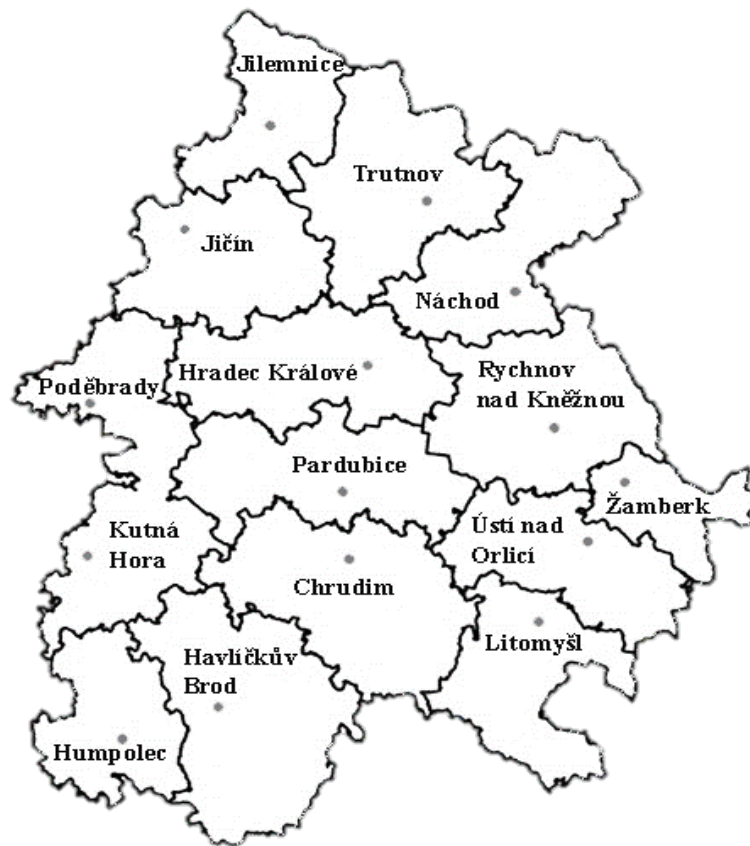 Jilemnice
Trutnov
Jičín
Náchod
Hradec Králové
Rychnov
nad Kněžnou
Poděbrady
Pardubice
Žamberk
Ústí nad
Orlicí
Kutná
Hora
Chrudim
Litomyšl
Havlíčkův
Brod
Humpolec